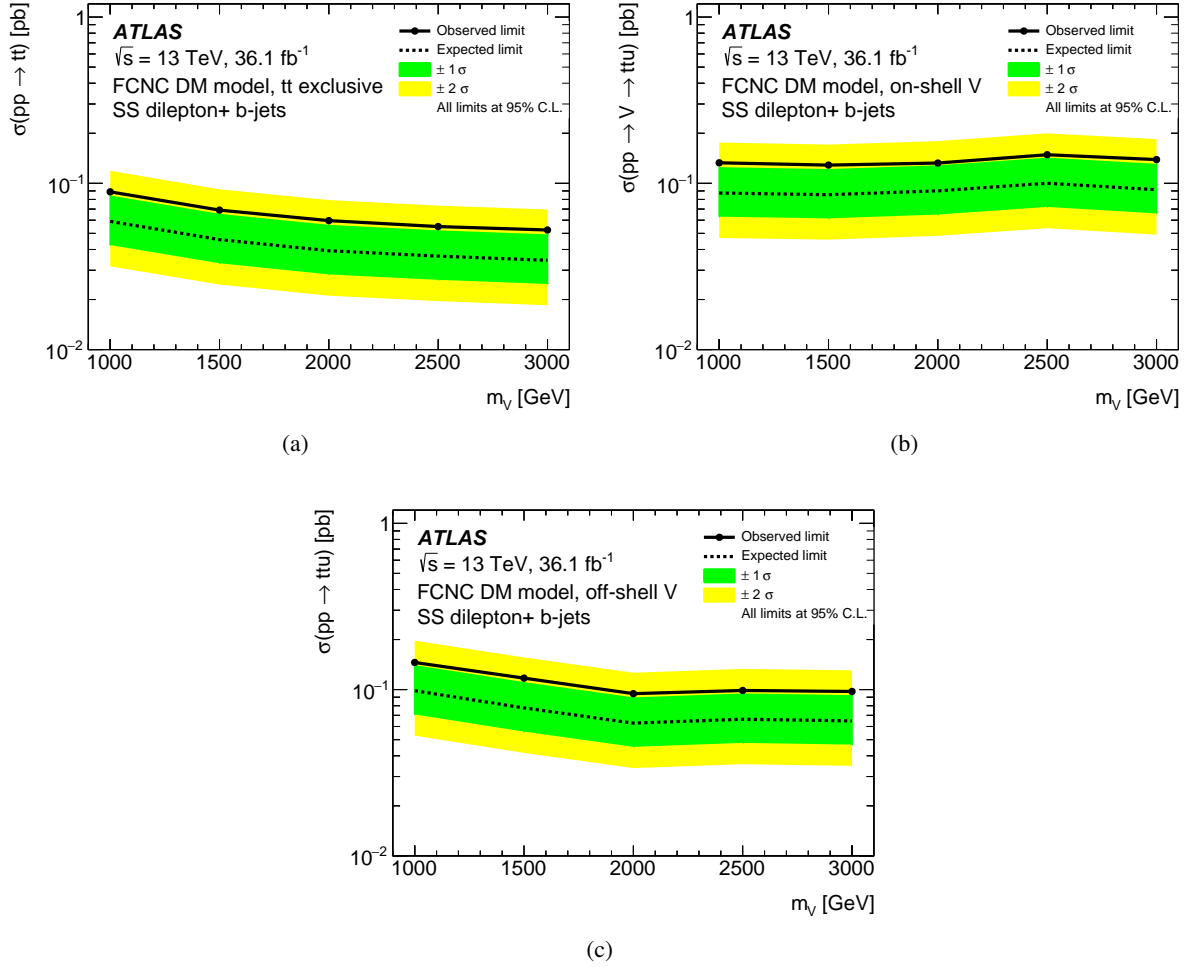 σ(pp → tt) [pb]
1
10⁻¹
10⁻²
ATLAS
√s = 13 TeV, 36.1 fb⁻¹
FCNC DM model, tt exclusive
SS dilepton+ b-jets
Observed limit
Expected limit
± 1 σ
± 2 σ
All limits at 95% C.L.
1000 1500 2000 2500 3000
m_V [GeV]
(a)
σ(pp → V → ttu) [pb]
1
10⁻¹
10⁻²
ATLAS
√s = 13 TeV, 36.1 fb⁻¹
FCNC DM model, on-shell V
SS dilepton+ b-jets
Observed limit
Expected limit
± 1 σ
± 2 σ
All limits at 95% C.L.
1000 1500 2000 2500 3000
m_V [GeV]
(b)
σ(pp → ttu) [pb]
1
10⁻¹
10⁻²
ATLAS
√s = 13 TeV, 36.1 fb⁻¹
FCNC DM model, off-shell V
SS dilepton+ b-jets
Observed limit
Expected limit
± 1 σ
± 2 σ
All limits at 95% C.L.
1000 1500 2000 2500 3000
m_V [GeV]
(c)